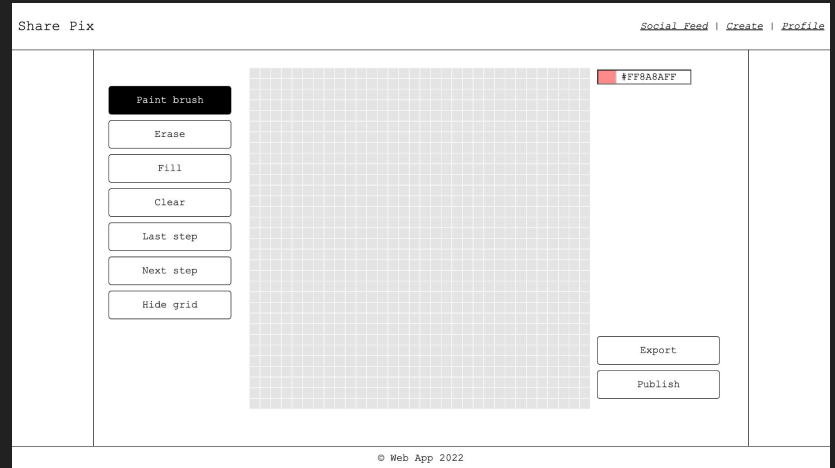 Share Pix
Social Feed | Create | Profile
Paint brush
Erase
Fill
Clear
Last step
Next step
Hide grid
#FF8A8AFF
Export
Publish
© Web App 2022